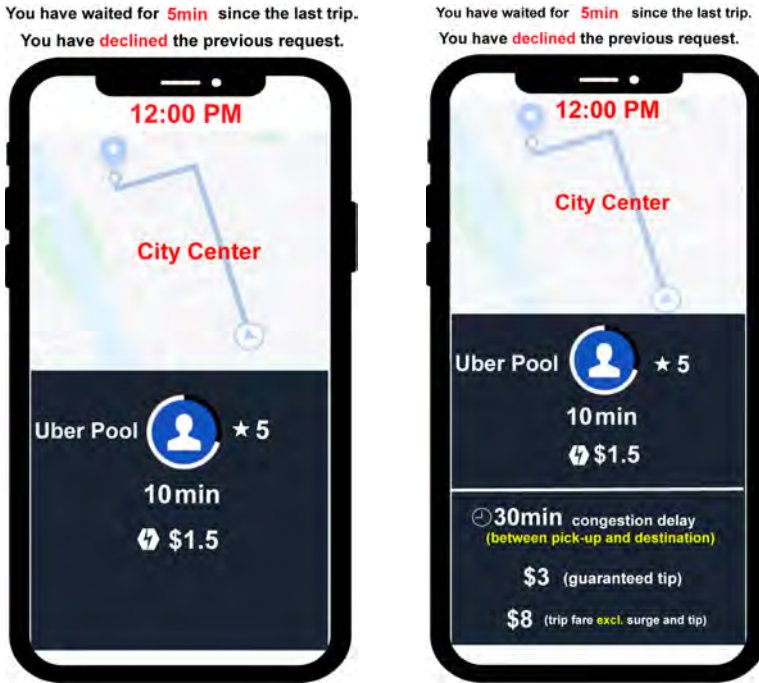 You have waited for 5min since the last trip.
You have declined the previous request.
12:00 PM
City Center
Uber Pool ★ 5
10min
$1.5
You have waited for 5min since the last trip.
You have declined the previous request.
12:00 PM
City Center
Uber Pool ★ 5
10min
$1.5
30min congestion delay
(between pick-up and destination)
$3 (guaranteed tip)
$8 (trip fare excl. surge and tip)